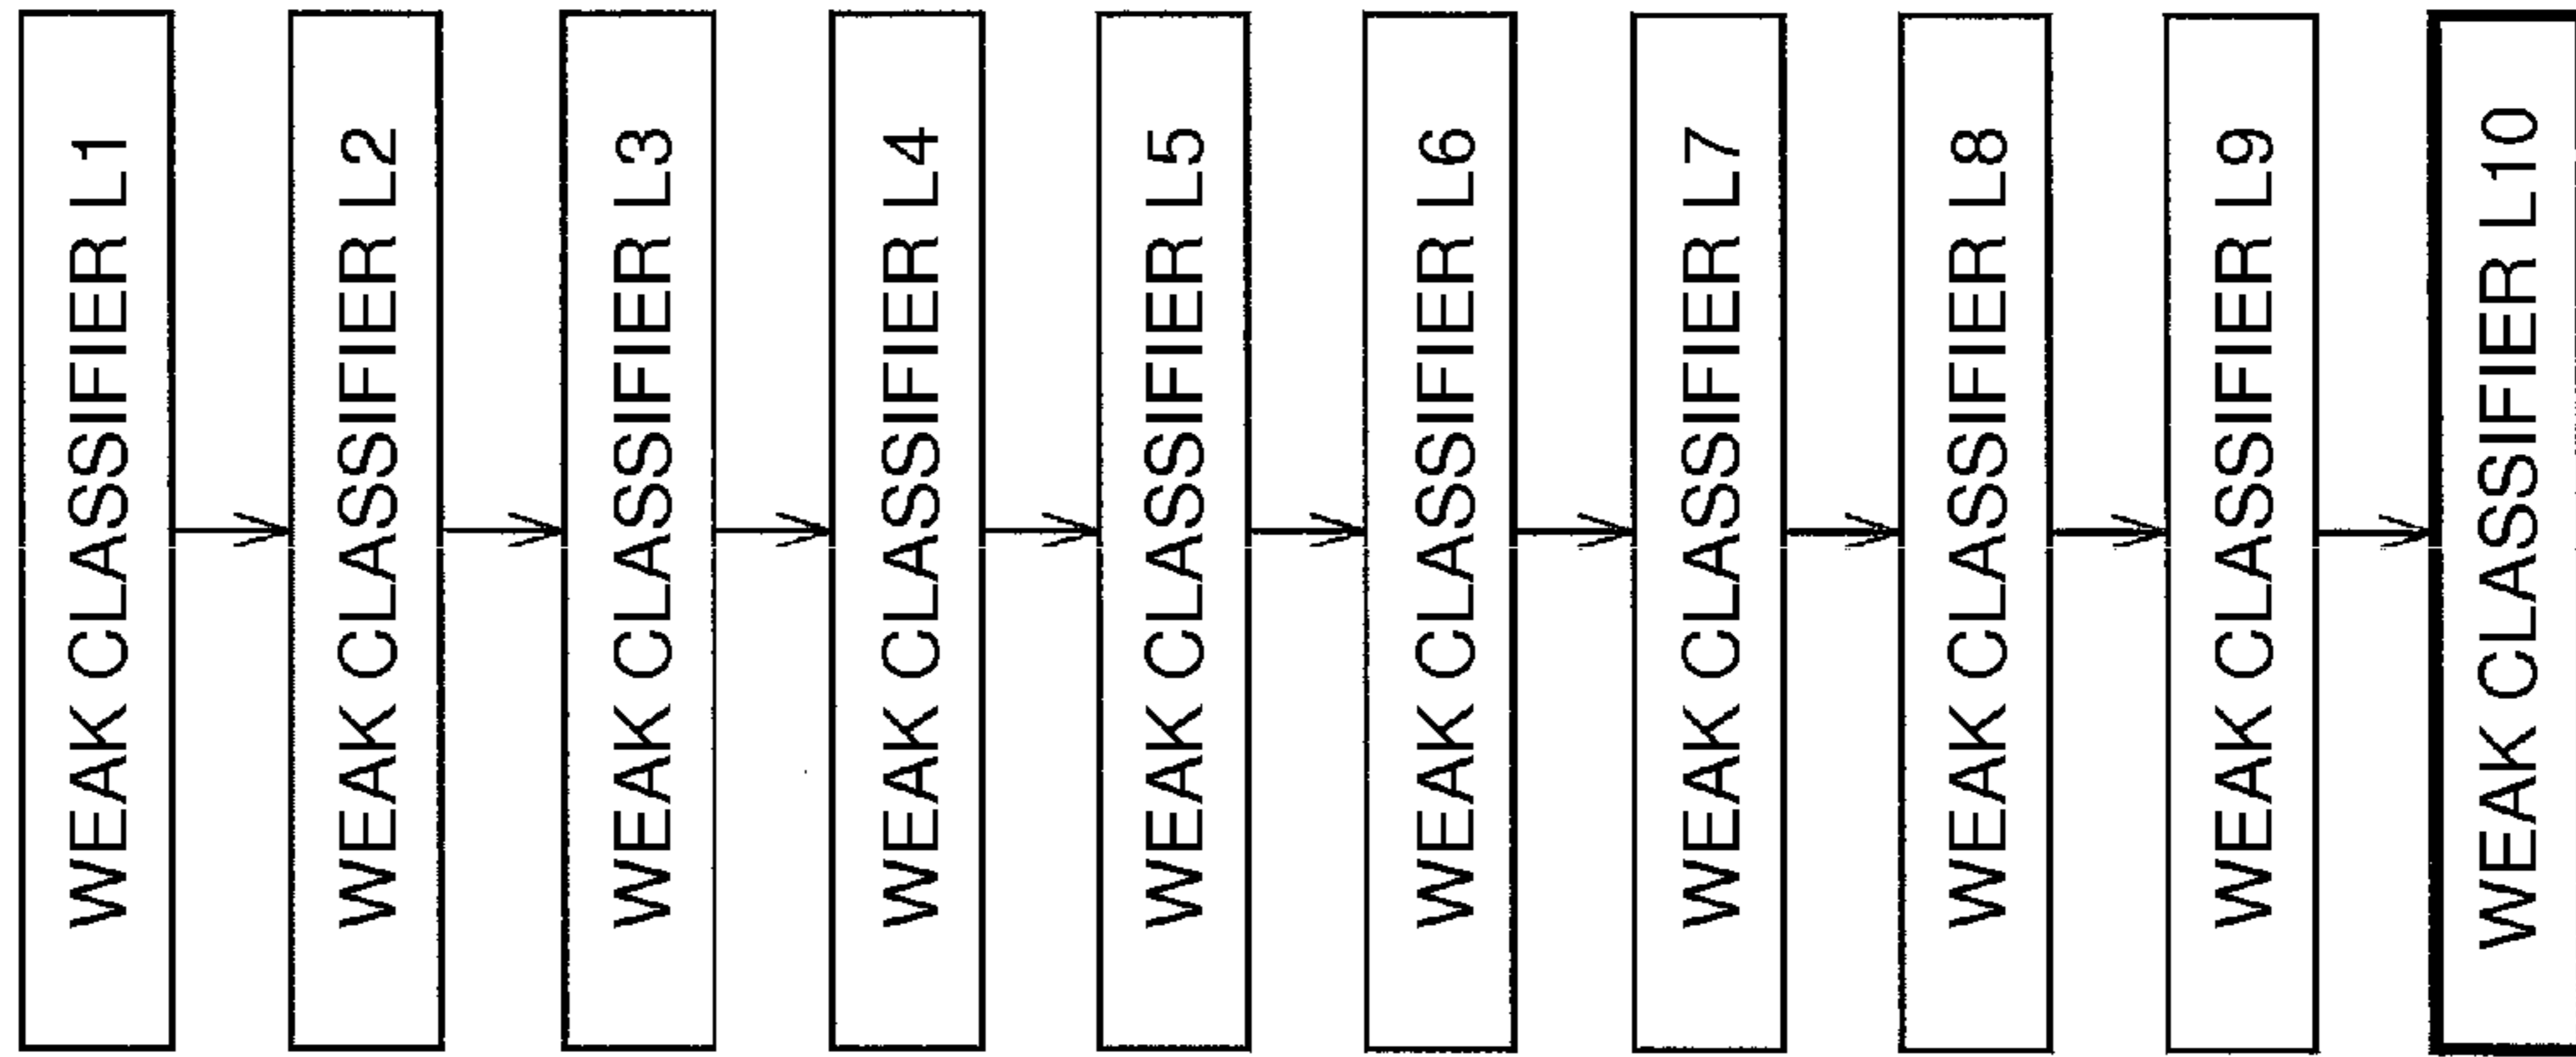 WEAK CLASSIFIER L1
WEAK CLASSIFIER L2
WEAK CLASSIFIER L3
WEAK CLASSIFIER L4
WEAK CLASSIFIER L5
WEAK CLASSIFIER L6
WEAK CLASSIFIER L7
WEAK CLASSIFIER L8
WEAK CLASSIFIER L9
WEAK CLASSIFIER L10